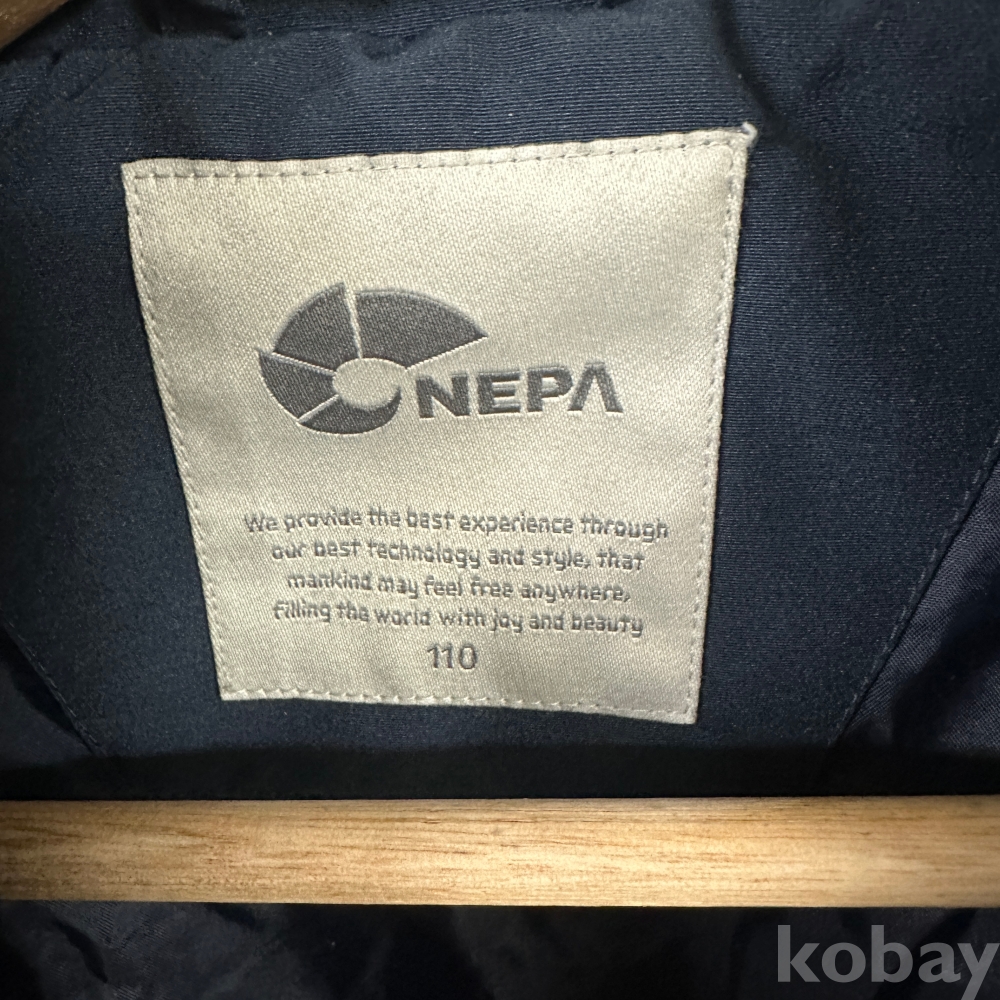 NEPA
We provide the best experience through
our best technology and style, that
mankind may feel free anywhere,
filling the world with joy and beauty
110
kobay